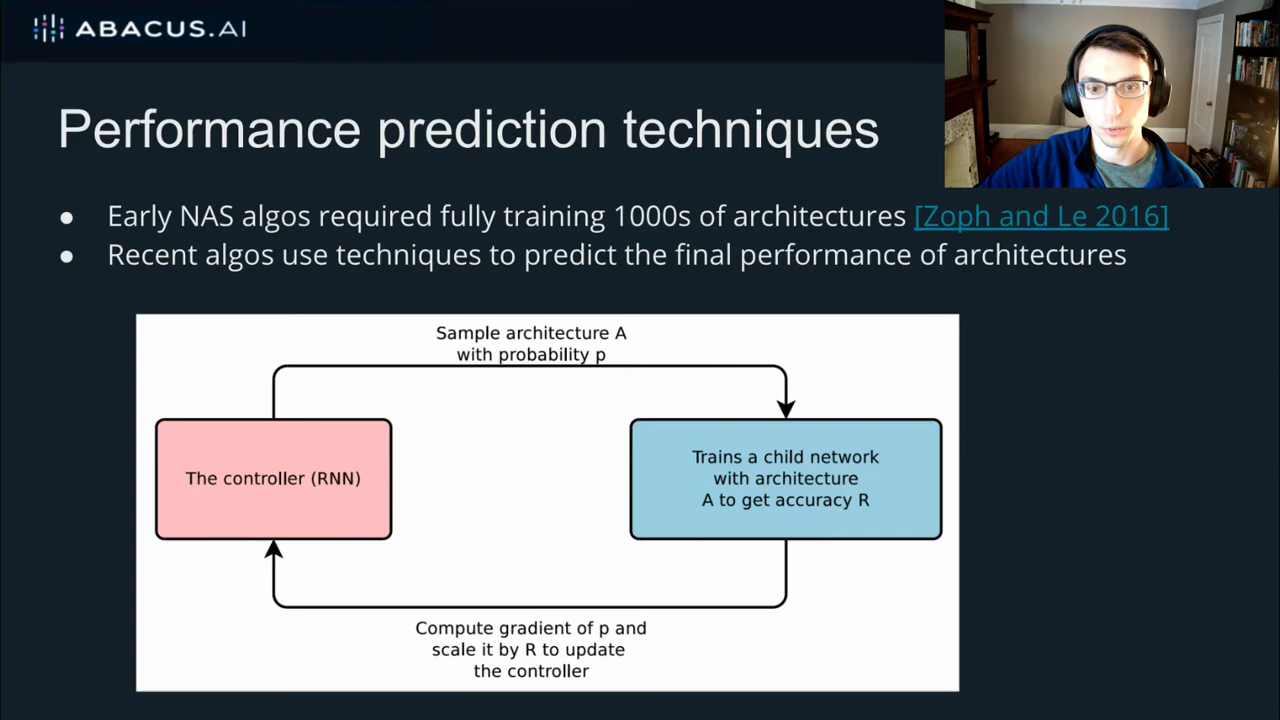 ABACUS.AI
Performance prediction techniques
● Early NAS algos required fully training 1000s of architectures [Zoph and Le 2016]
● Recent algos use techniques to predict the final performance of architectures
Sample architecture A
with probability p
The controller (RNN)
Trains a child network
with architecture
A to get accuracy R
Compute gradient of p and
scale it by R to update
the controller